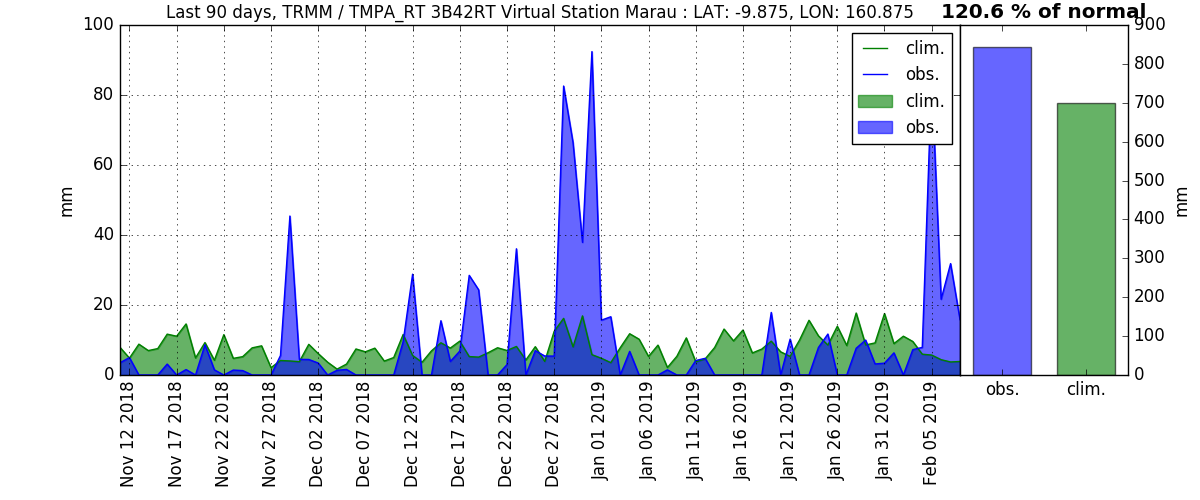 Last 90 days, TRMM / TMPA_RT 3B42RT Virtual Station Marau : LAT: -9.875, LON: 160.875
120.6 % of normal
100
80
60
40
20
0
mm
clim.
obs.
clim.
obs.
900
800
700
600
500
400
300
200
100
0
mm
Nov 12 2018
Nov 17 2018
Nov 22 2018
Nov 27 2018
Dec 02 2018
Dec 07 2018
Dec 12 2018
Dec 17 2018
Dec 22 2018
Dec 27 2018
Jan 01 2019
Jan 06 2019
Jan 11 2019
Jan 16 2019
Jan 21 2019
Jan 26 2019
Jan 31 2019
Feb 05 2019
obs.
clim.